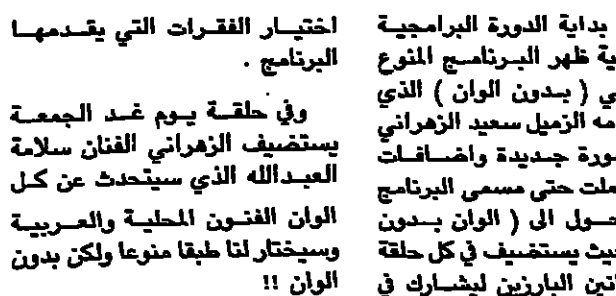 بداية الدورة البرامجية
ظهر البرنامج المنوع
( بدون الوان ) الذي
الزميل سعيد الزهراني
جديدة واضافات
حتى مسمى البرنامج
الى ( الوان بدون
يستضيف في كل حلقة
البارزين ليشارك في
اختيار الفقرات التي يقدمها
البرنامج .
وفي حلقة يوم غد الجمعة
يستضيف الزهراني الفنان سلامة
العبدالله الذي سيتحدث عن كل
الوان الفنون المحلية والعربية
وسيختار لنا طبقا منوعا ولكن بدون
الوان !!